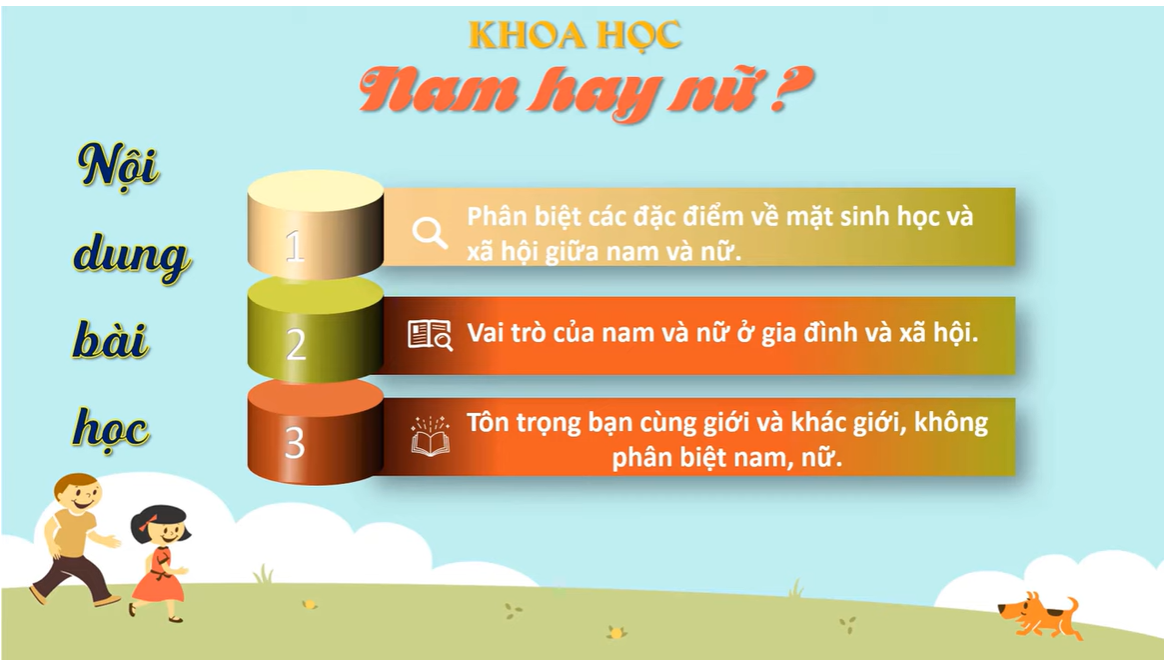 KHOA HỌC
Nam hay nữ ?
Nội
dung
bài
học
1
Phân biệt các đặc điểm về mặt sinh học và
xã hội giữa nam và nữ.
2
Vai trò của nam và nữ ở gia đình và xã hội.
3
Tôn trọng bạn cùng giới và khác giới, không
phân biệt nam, nữ.